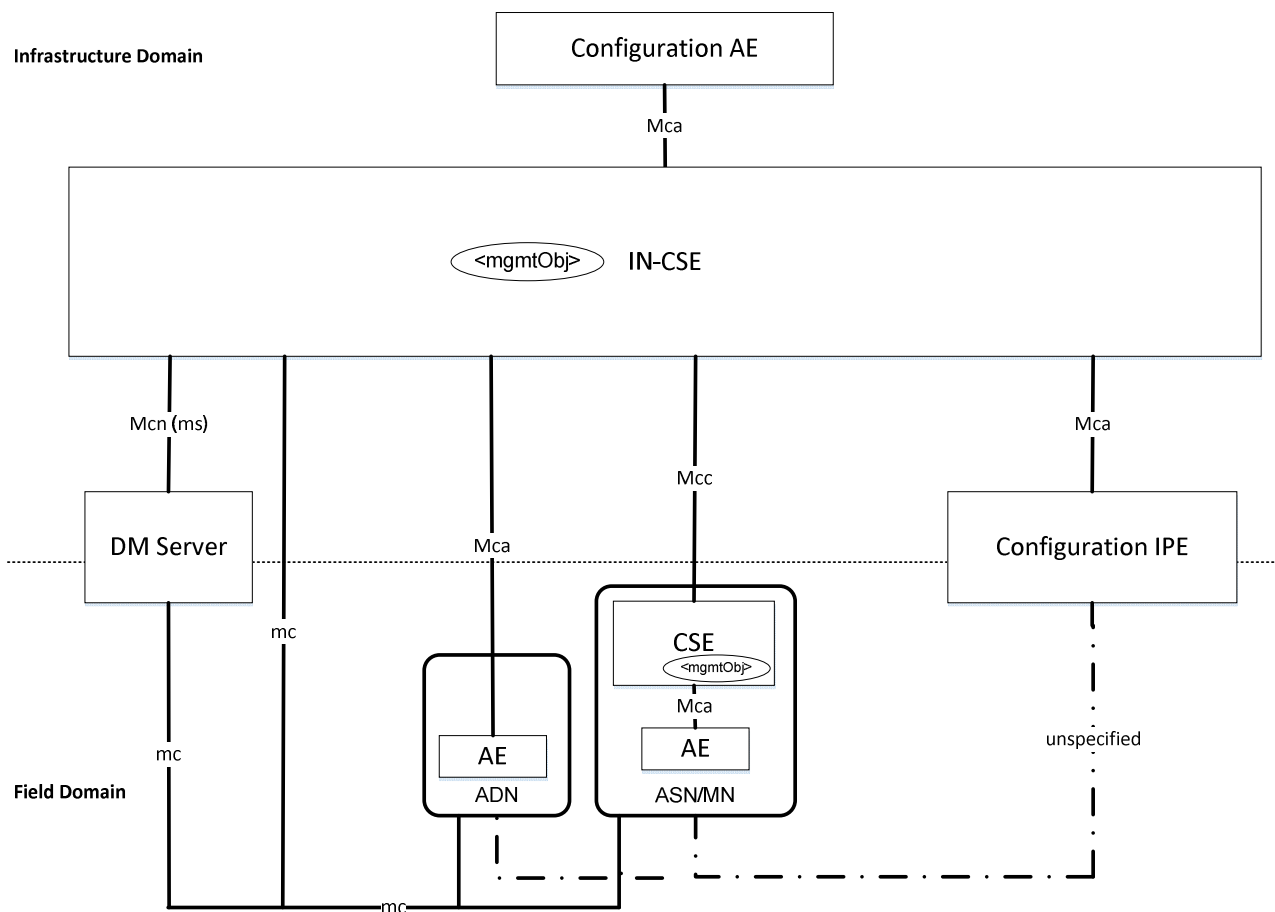 Configuration AE
Infrastructure Domain
Mca
<mgmtObj> IN-CSE
Mcn (ms)
Mca
Mcc
DM Server
Mca
Configuration IPE
mc
CSE
<mgmtObj>
Mca
unspecified
mc
AE
AE
Field Domain
ADN
ASN/MN
mc